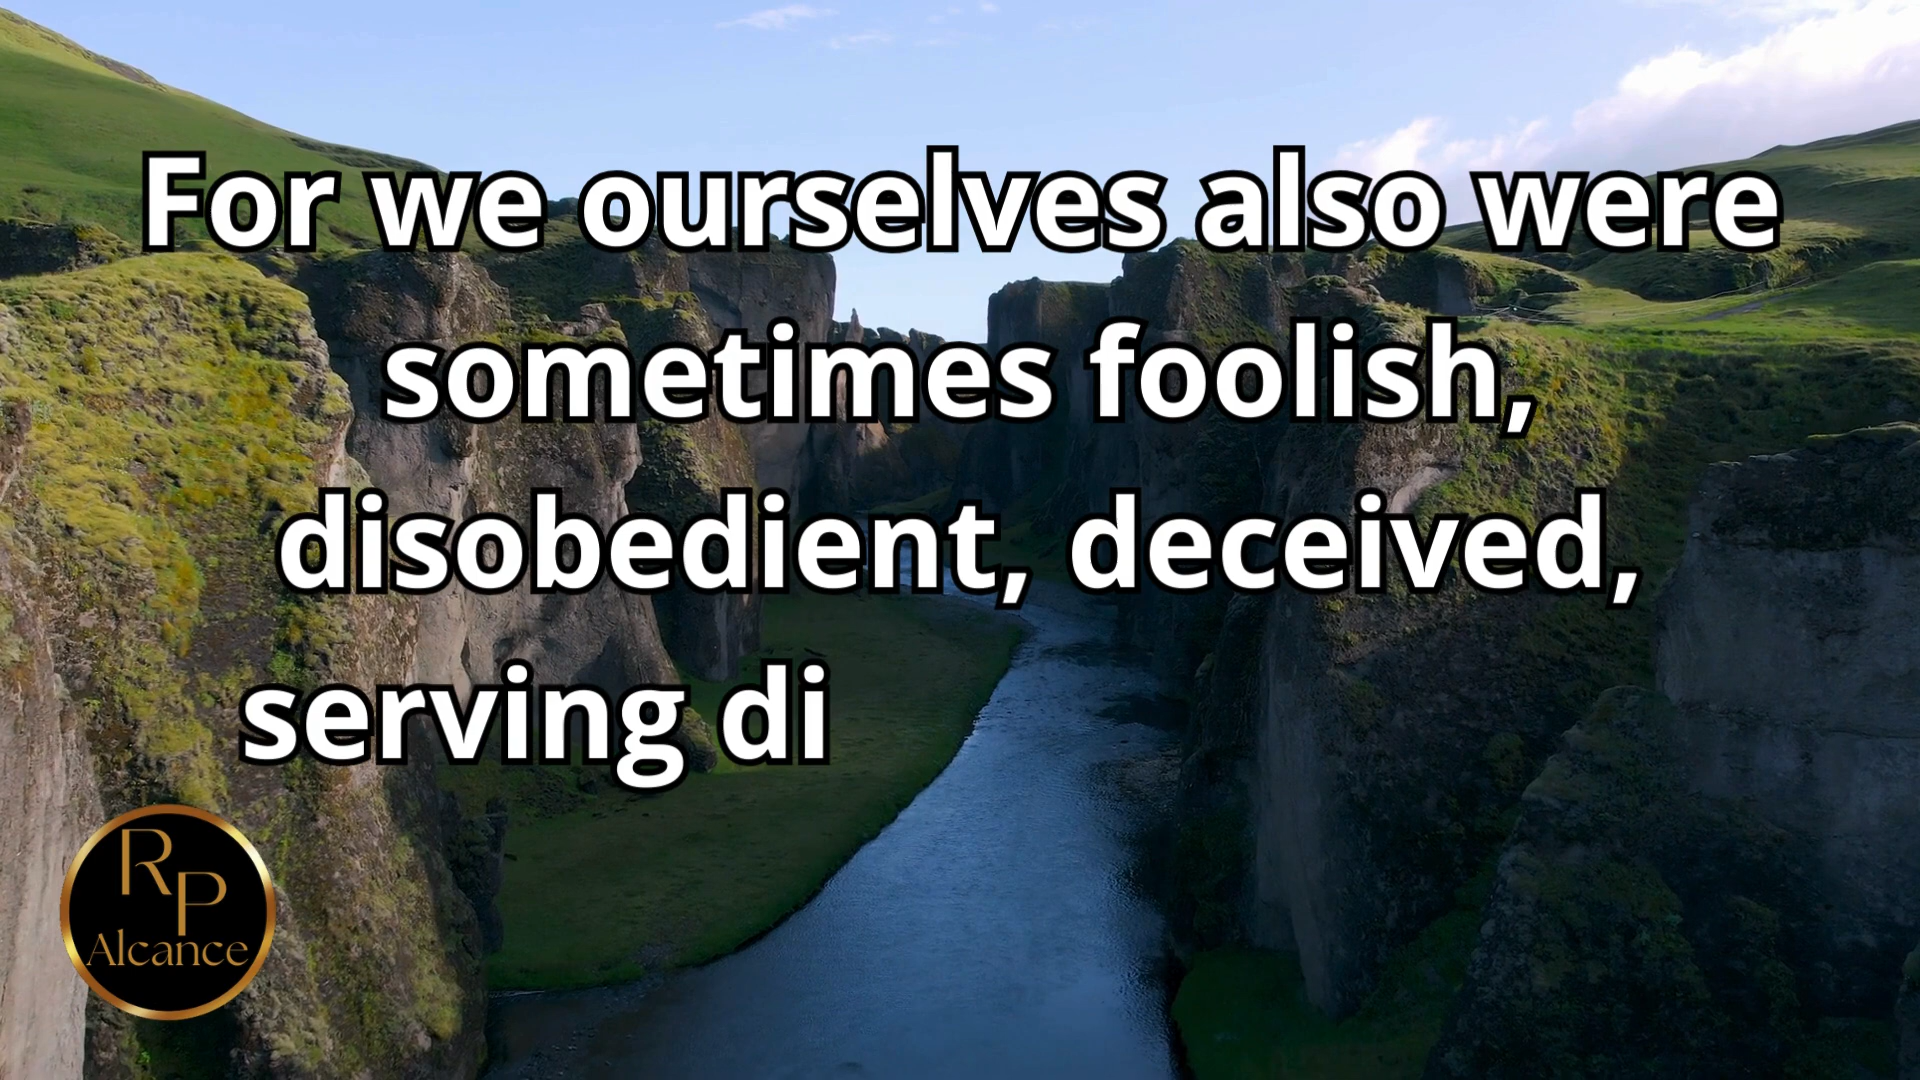 For we ourselves also were
sometimes foolish,
disobedient, deceived,
serving di
RP
Alcance